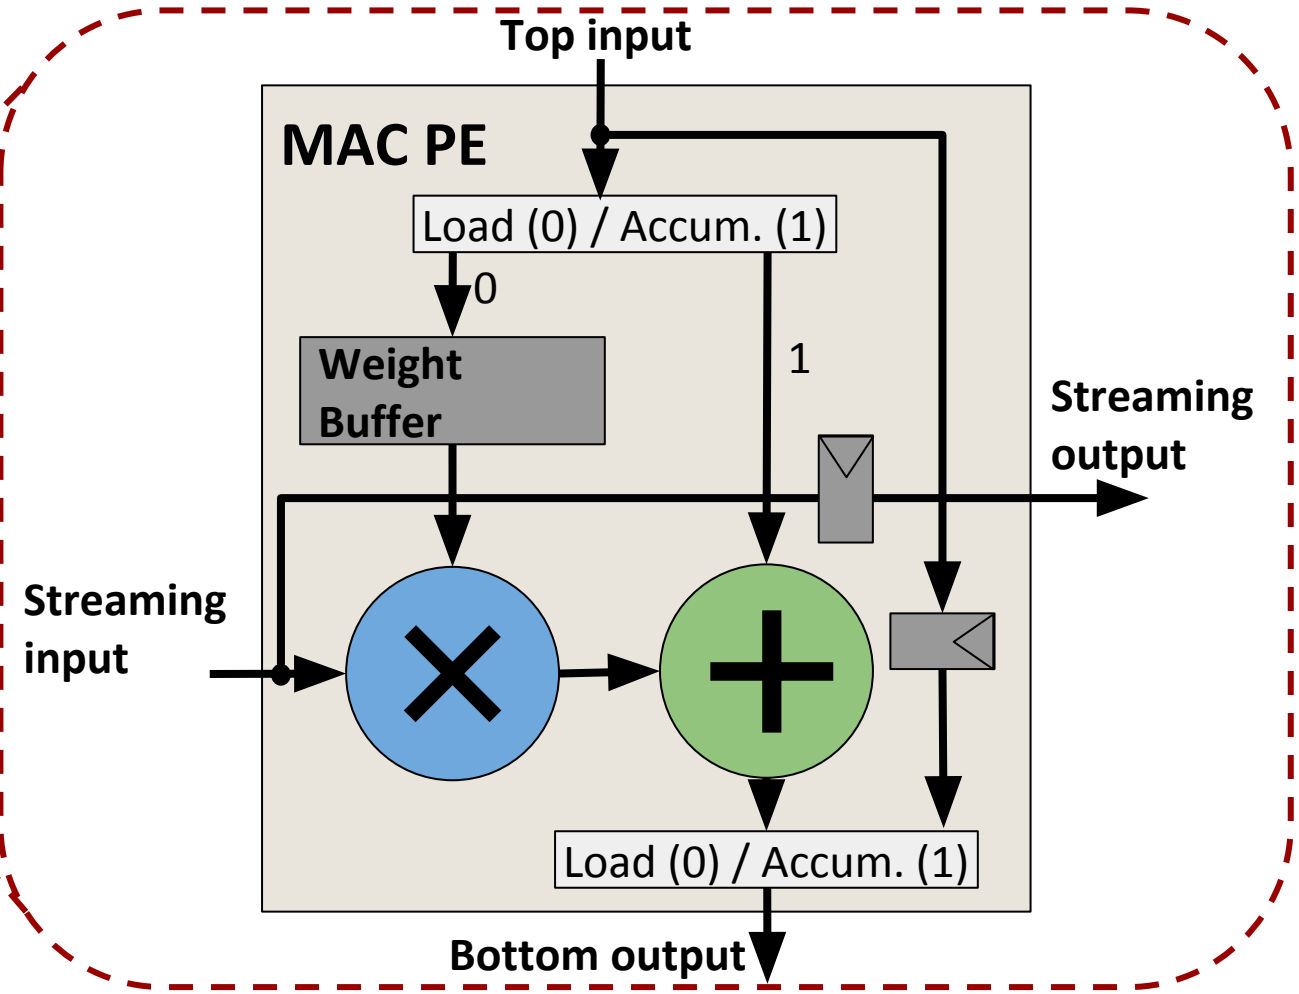 Top input
MAC PE
Load (0) / Accum. (1)
0
Weight
Buffer
1
Streaming
output
Streaming
input
Load (0) / Accum. (1)
Bottom output